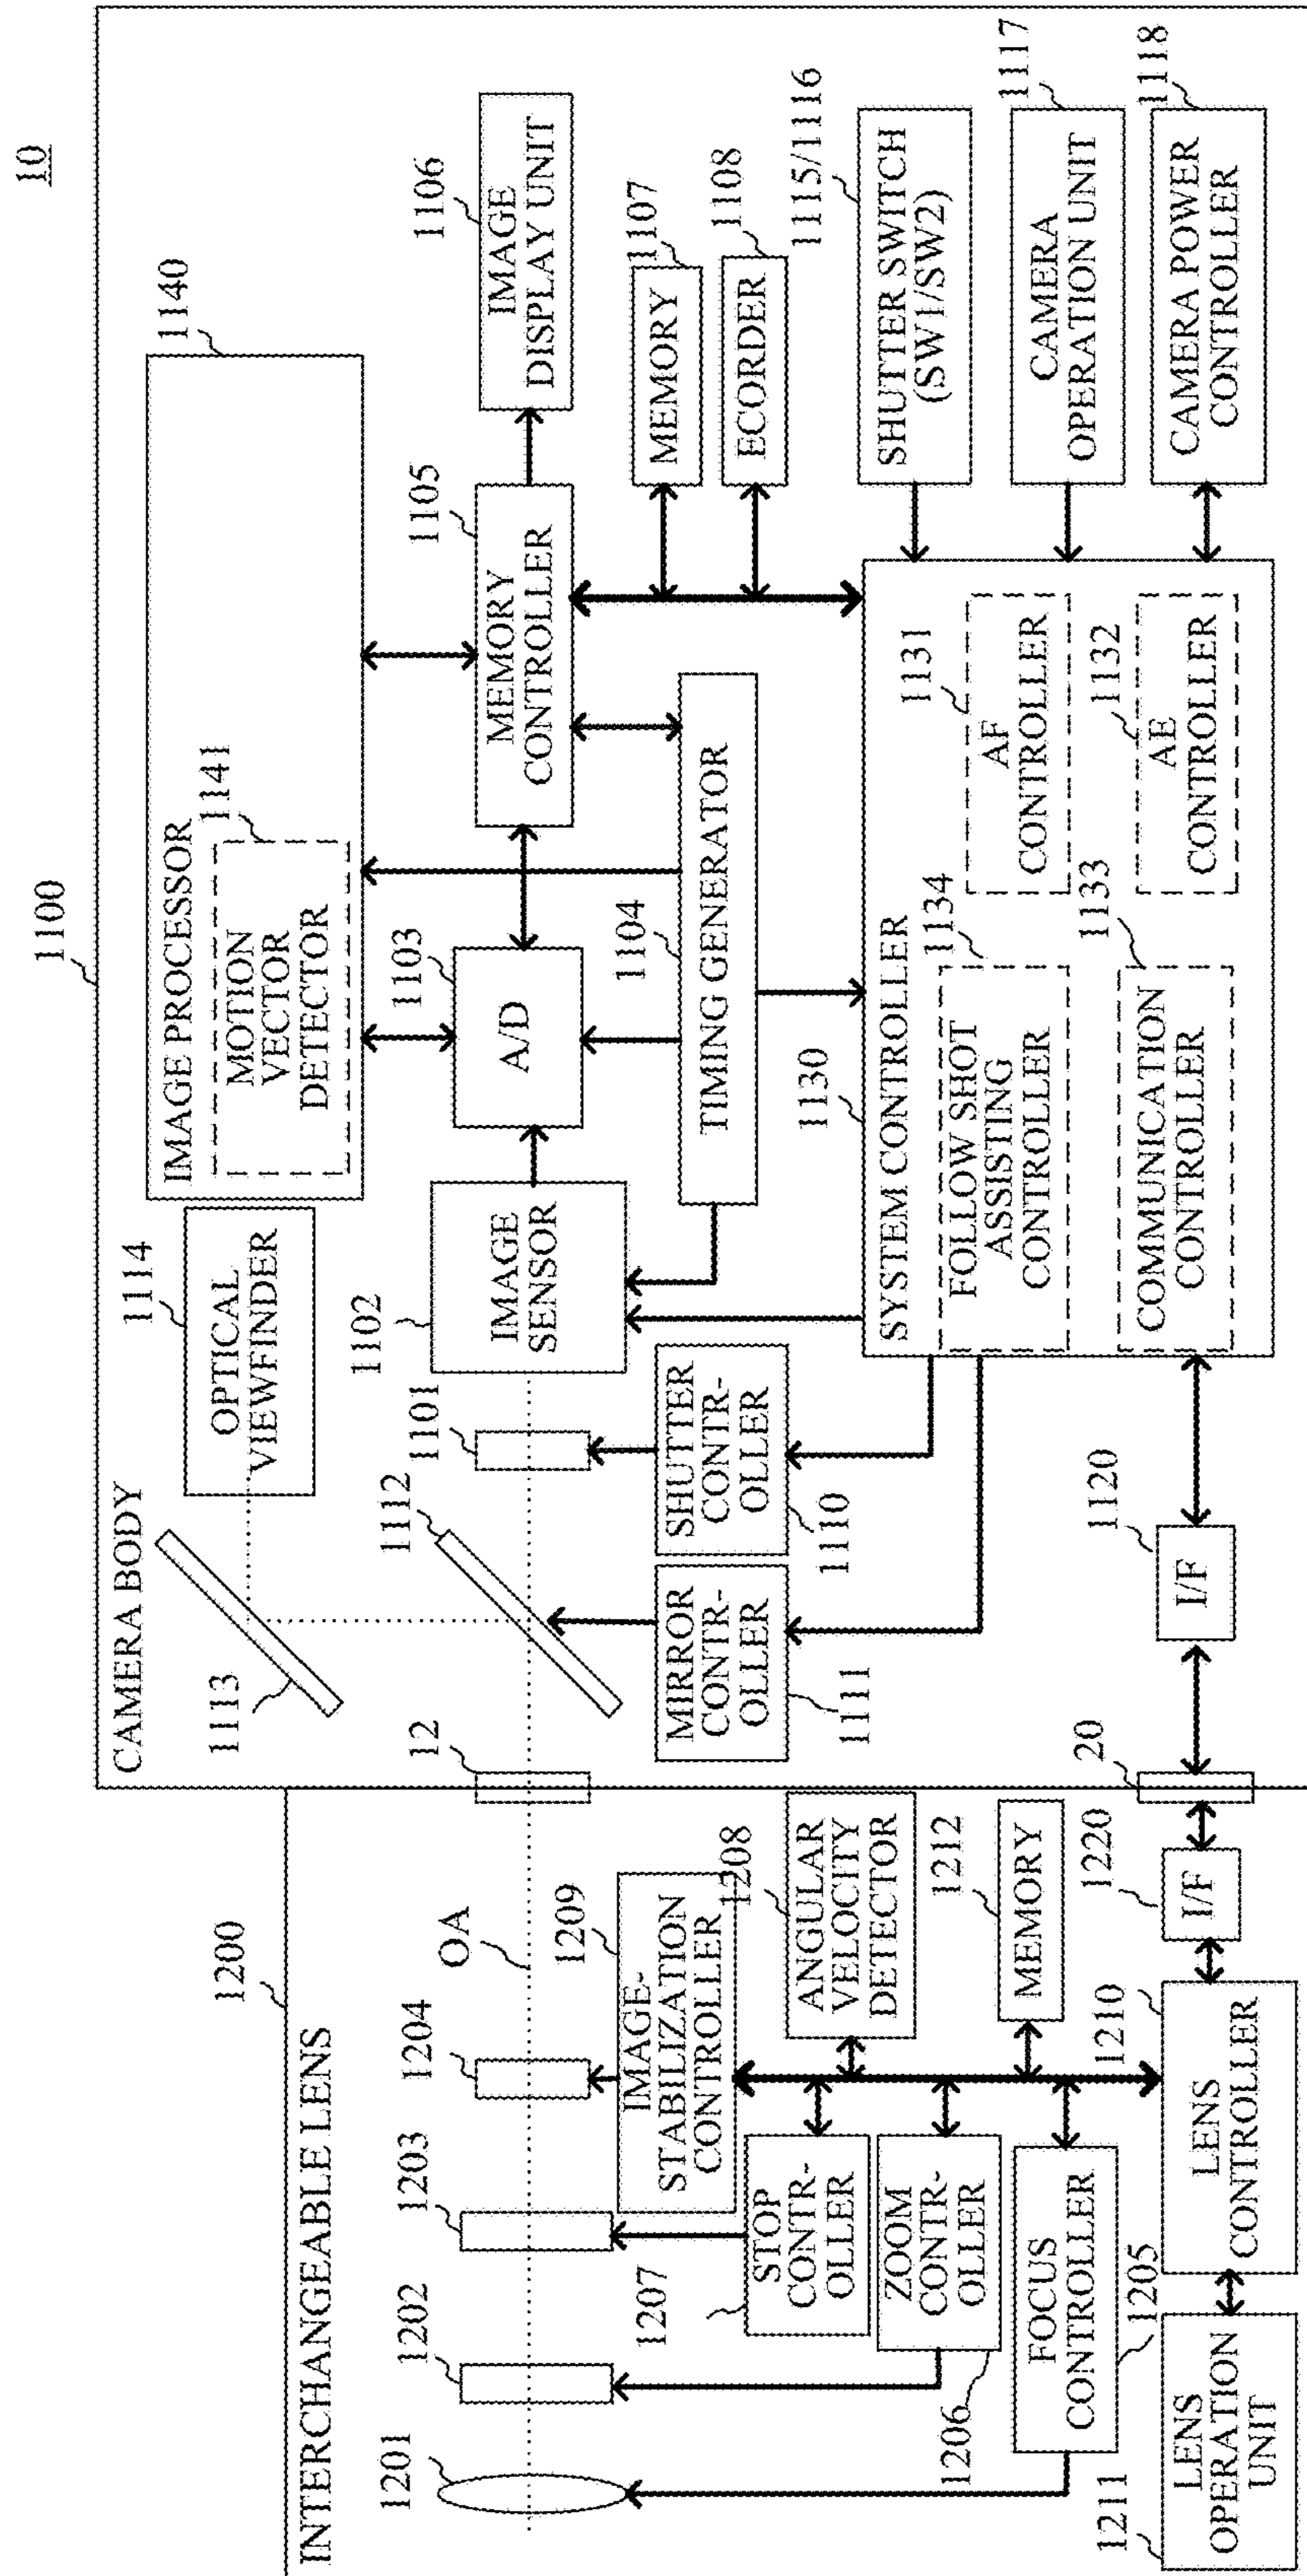 10
1100
CAMERA BODY
1113
1114
OPTICAL
VIEWFINDER
IMAGE PROCESSOR
1140
MOTION
VECTOR
DETECTOR
1141
12
1112
1101
1102
IMAGE
SENSOR
1103
A/D
1105
MEMORY
CONTROLLER
1106
IMAGE
DISPLAY UNIT
1107
MEMORY
1108
ECORDER
1104
TIMING GENERATOR
MIRROR
CONTR-
OLLER
1111
SHUTTER
CONTR-
OLLER
1110
1130
SYSTEM CONTROLLER
1134
FOLLOW SHOT
ASSISTING
CONTROLLER
1131
AF
CONTROLLER
1133
COMMUNICATION
CONTROLLER
1132
AE
CONTROLLER
1115/1116
SHUTTER SWITCH
(SW1/SW2)
1117
CAMERA
OPERATION UNIT
1118
CAMERA POWER
CONTROLLER
1120
I/F
20
1200
INTERCHANGEABLE LENS
1201
1202
1203
1204
OA
1209
IMAGE-
STABILIZATION
CONTROLLER
1208
ANGULAR
VELOCITY
DETECTOR
1207
STOP
CONTR-
OLLER
1206
ZOOM
CONTR-
OLLER
1212
MEMORY
FOCUS
CONTROLLER
1205
1220
I/F
1210
LENS
CONTROLLER
1211
LENS
OPERATION
UNIT